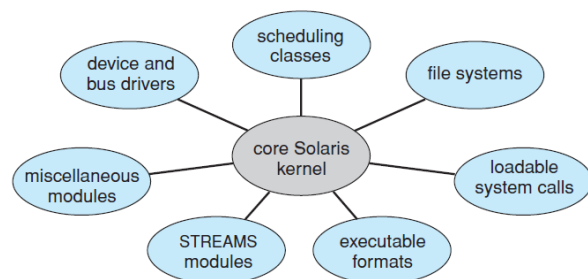 scheduling
classes
device and
bus drivers
file systems
core Solaris
kernel
miscellaneous
modules
loadable
system calls
STREAMS
modules
executable
formats